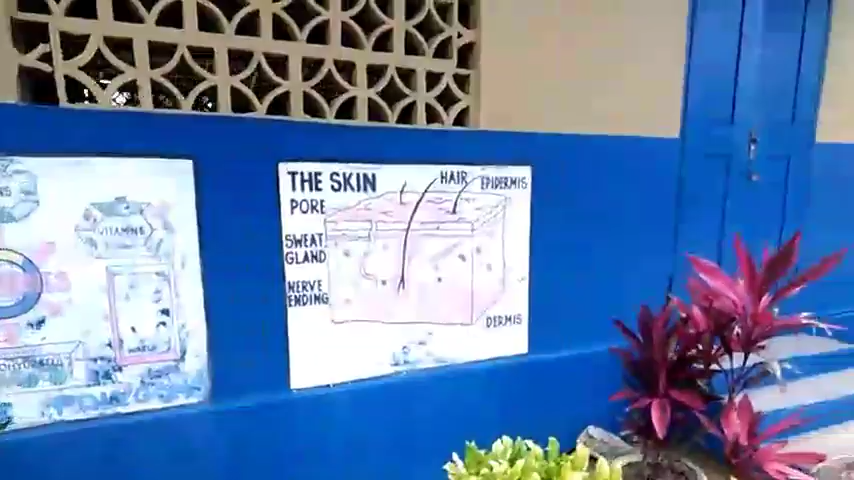 VITAMINS
THE SKIN
HAIR
EPIDERMIS
PORE
SWEAT
GLAND
NERVE
ENDING
DERMIS